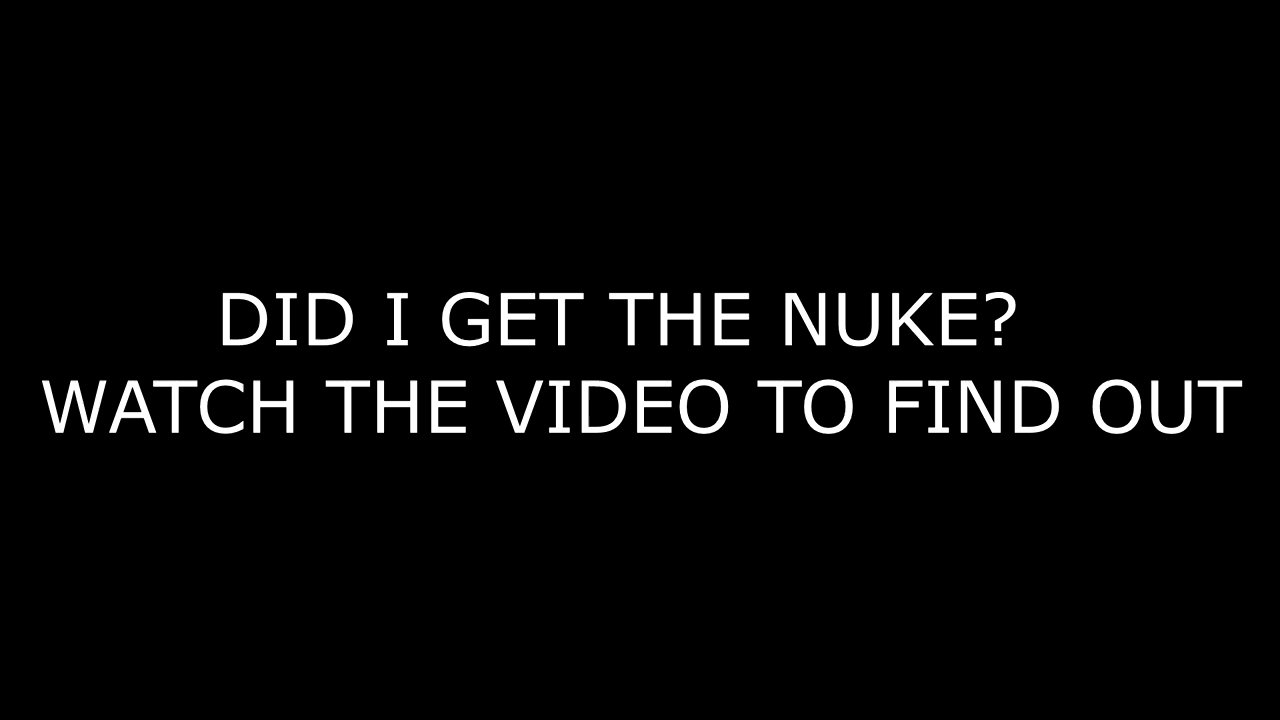 DID I GET THE NUKE?
WATCH THE VIDEO TO FIND OUT